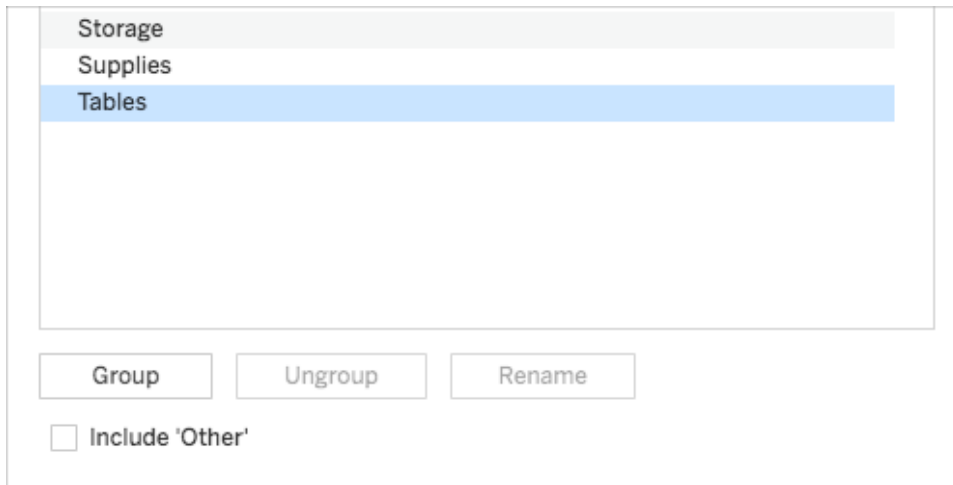 Storage
Supplies
Tables
Group Ungroup Rename
Include 'Other'